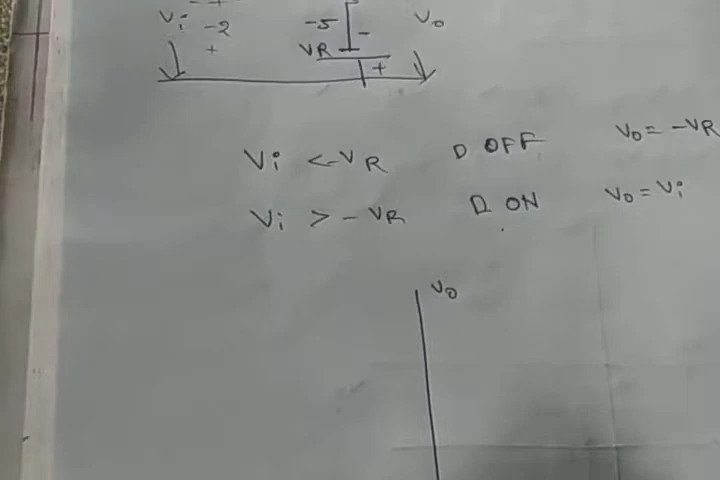 Vi -2 -5 - Vo
+ VR +
Vi <-VR D OFF Vo = -VR
Vi > -VR D ON Vo = Vi
Vo